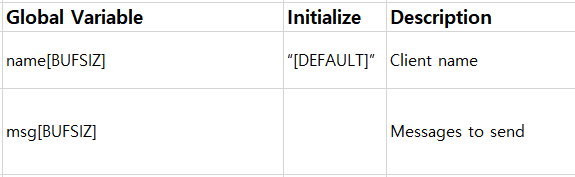 Global Variable Initialize Description
name[BUFSIZ] “[DEFAULT]” Client name
msg[BUFSIZ] Messages to send